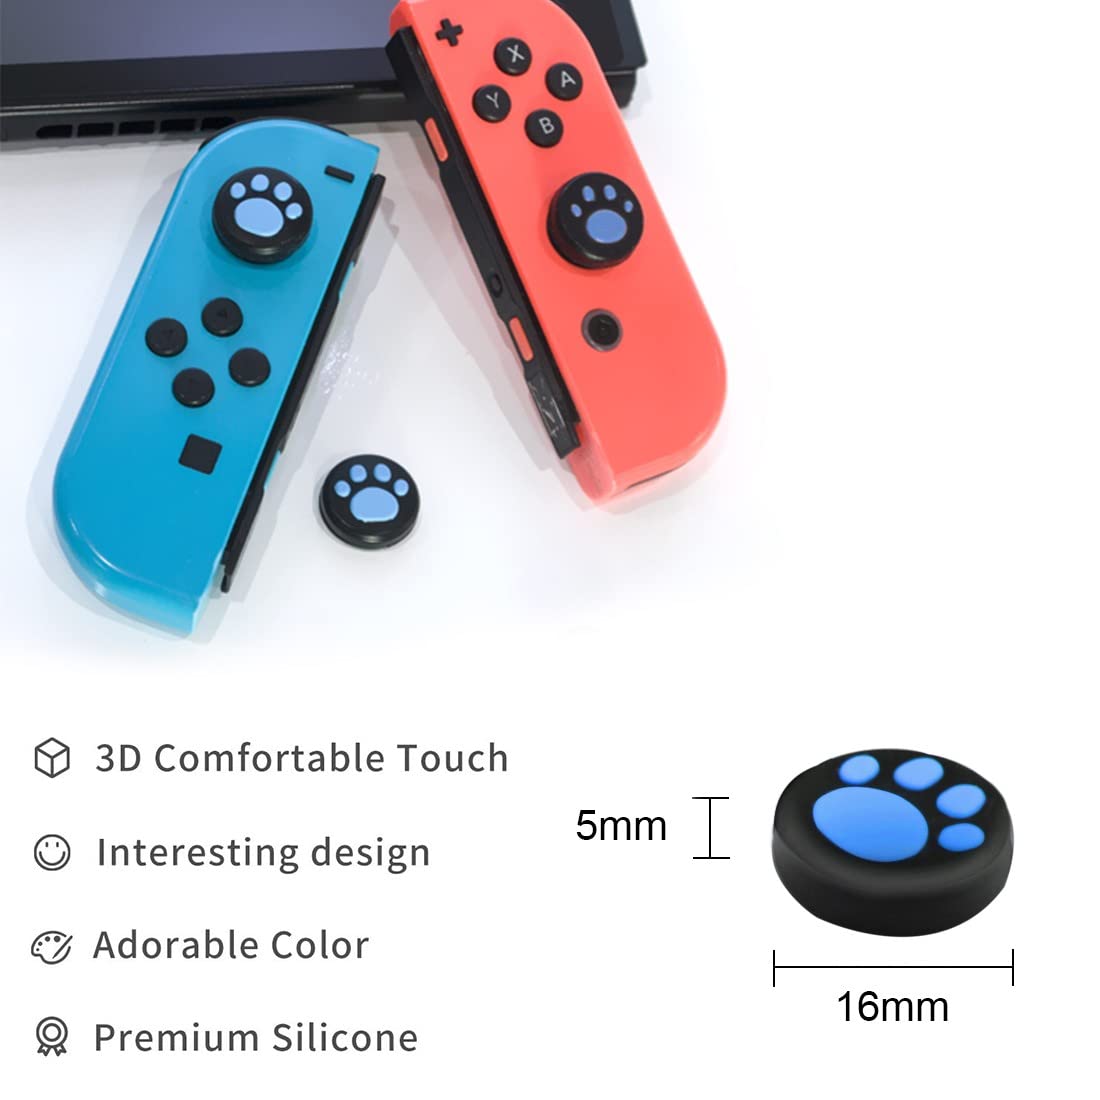 X
A
Y
B
3D Comfortable Touch
Interesting design
Adorable Color
Premium Silicone
5mm
16mm